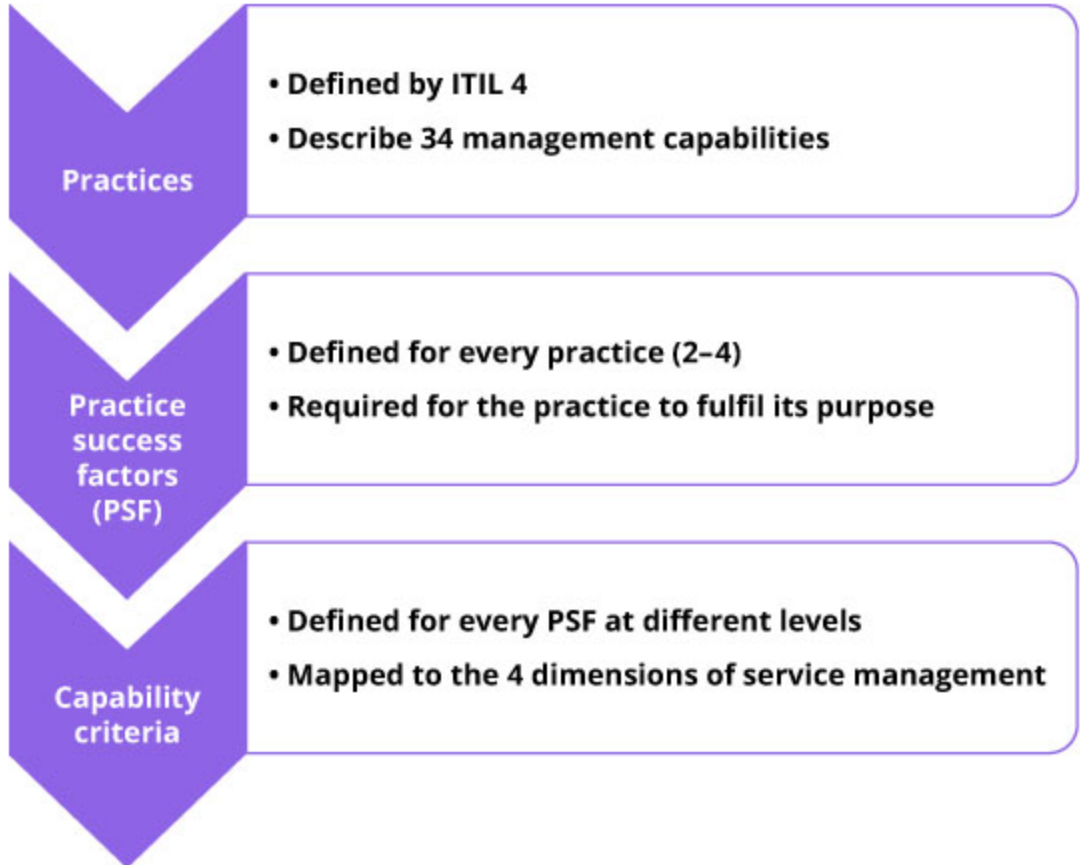 Practices
• Defined by ITIL 4
• Describe 34 management capabilities
Practice
success
factors
(PSF)
• Defined for every practice (2–4)
• Required for the practice to fulfil its purpose
Capability
criteria
• Defined for every PSF at different levels
• Mapped to the 4 dimensions of service management